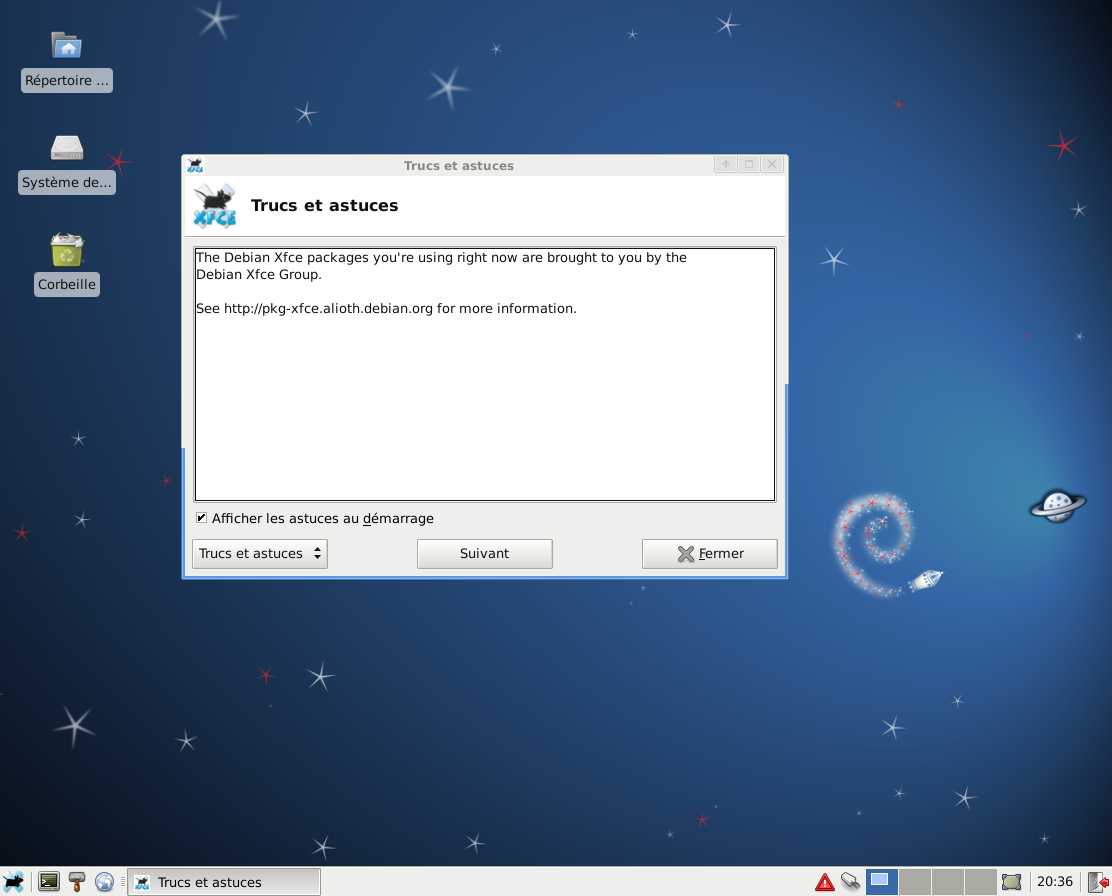 Répertoire ...
Système de...
Corbeille
Trucs et astuces
XFCE
Trucs et astuces
The Debian Xfce packages you're using right now are brought to you by the
Debian Xfce Group.
See http://pkg-xfce.alioth.debian.org for more information.
Afficher les astuces au démarrage
Trucs et astuces
Suivant
Fermer
Trucs et astuces
20:36